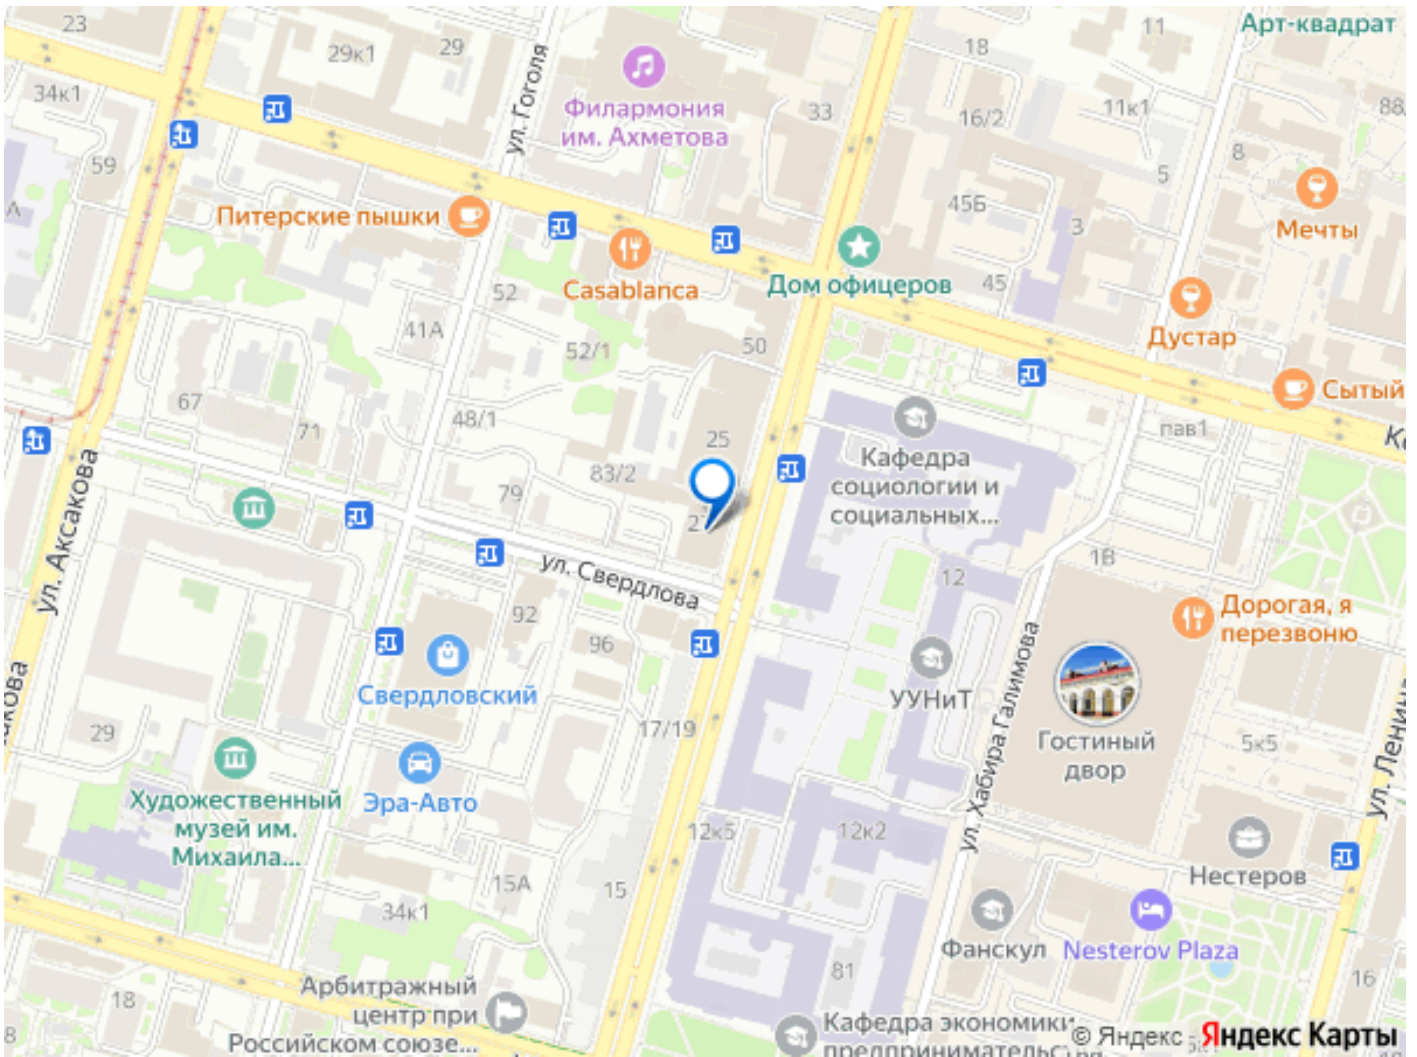 23
29к1
29
ул. Гоголя
18
11
Арт-квадрат
34к1
Филармония
им. Ахметова
33
16/2
11к1
88
59
8
5
А
Питерские пышки
45Б
3
Мечты
Casablanca
Дом офицеров
45
52
41А
52/1
50
Дустар
Сытый
67
71
48/1
25
пав1
Ке
83/2
79
Кафедра
социологии и
социальных...
ул. Аксакова
ул. Свердлова
1В
12
92
96
Дорогая, я
перезвоню
Свердловский
УУНиТ
ул. Хабира Галимова
Гостиный
двор
17/19
29
5к5
ул. Ленина
Художественный
музей им.
Михаила...
Эра-Авто
12к5
12к2
15А
15
34к1
Нестеров
Фанскул
Nesterov Plaza
81
16
18
Арбитражный
центр при
Российском союзе...
8
Кафедра экономики
предпринимательства
© Яндекс
Яндекс Карты